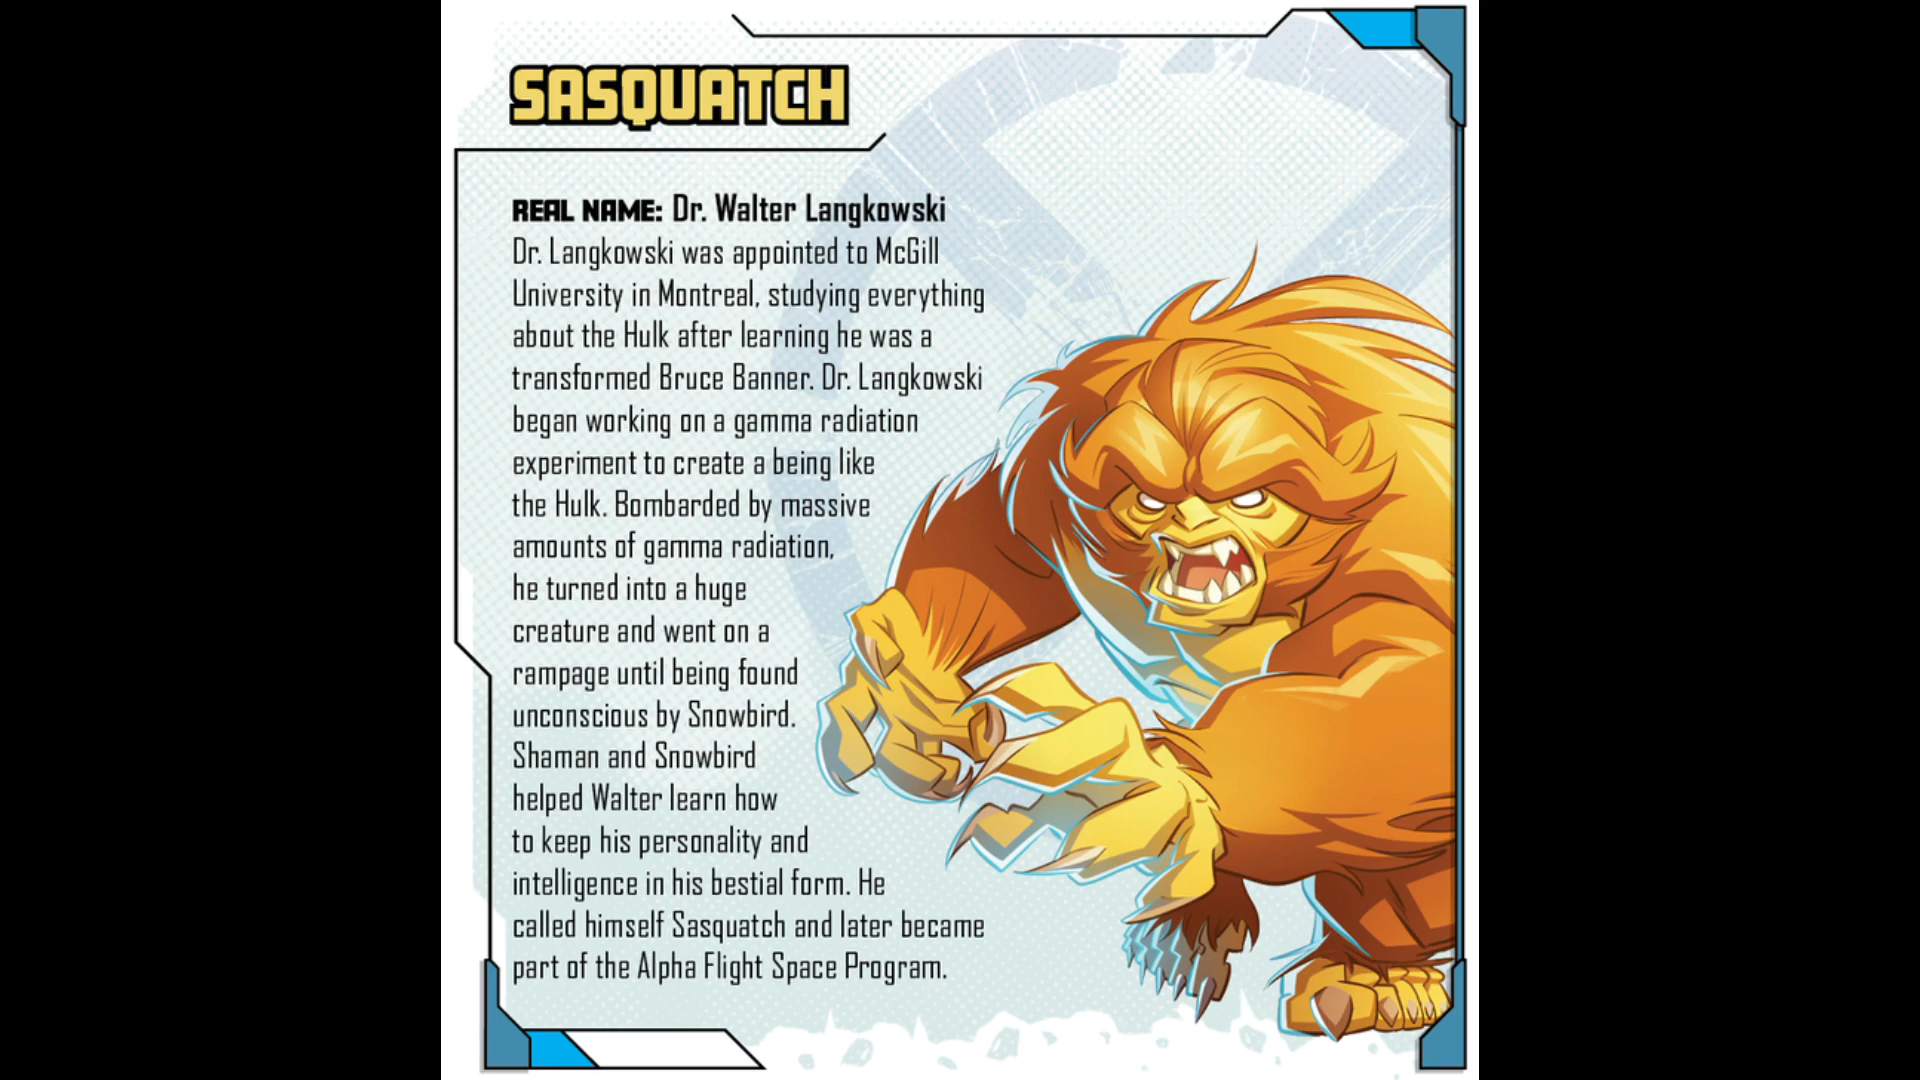 SASQUATCH
REAL NAME: Dr. Walter Langkowski
Dr. Langkowski was appointed to McGill
University in Montreal, studying everything
about the Hulk after learning he was a
transformed Bruce Banner. Dr. Langkowski
began working on a gamma radiation
experiment to create a being like
the Hulk. Bombarded by massive
amounts of gamma radiation,
he turned into a huge
creature and went on a
rampage until being found
unconscious by Snowbird.
Shaman and Snowbird
helped Walter learn how
to keep his personality and
intelligence in his bestial form. He
called himself Sasquatch and later became
part of the Alpha Flight Space Program.